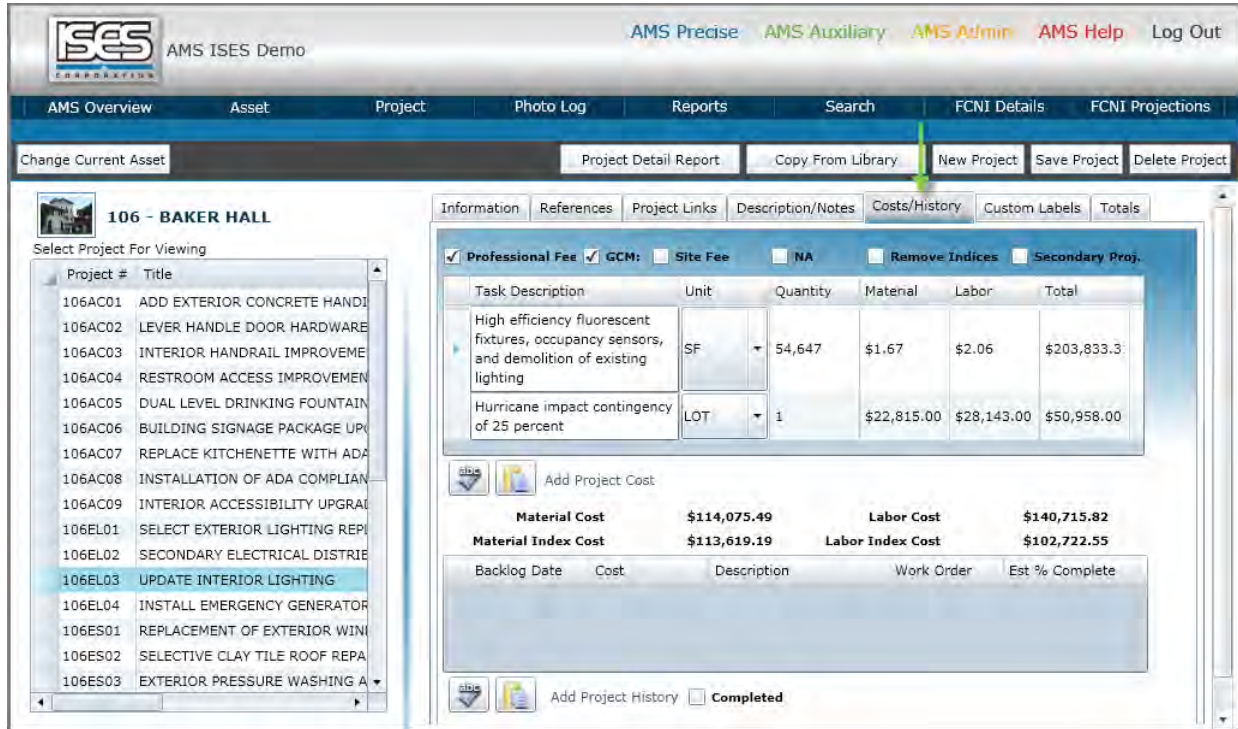 ISES
CORPORATION
AMS ISES Demo
AMS Precise AMS Auxiliary AMS Admin AMS Help Log Out
AMS Overview Asset Project Photo Log Reports Search FCNI Details FCNI Projections
Change Current Asset Project Detail Report Copy From Library New Project Save Project Delete Project
106 - BAKER HALL
Select Project For Viewing
Project # Title
106AC01 ADD EXTERIOR CONCRETE HANDI
106AC02 LEVER HANDLE DOOR HARDWARE
106AC03 INTERIOR HANDRAIL IMPROVEME
106AC04 RESTROOM ACCESS IMPROVEMEN
106AC05 DUAL LEVEL DRINKING FOUNTAIN
106AC06 BUILDING SIGNAGE PACKAGE UPG
106AC07 REPLACE KITCHENETTE WITH ADA
106AC08 INSTALLATION OF ADA COMPLIAN
106AC09 INTERIOR ACCESSIBILITY UPGRAD
106EL01 SELECT EXTERIOR LIGHTING REPL
106EL02 SECONDARY ELECTRICAL DISTRIB
106EL03 UPDATE INTERIOR LIGHTING
106EL04 INSTALL EMERGENCY GENERATOR
106ES01 REPLACEMENT OF EXTERIOR WIN
106ES02 SELECTIVE CLAY TILE ROOF REPA
106ES03 EXTERIOR PRESSURE WASHING A
Information References Project Links Description/Notes Costs/History Custom Labels Totals
Professional Fee GCM: Site Fee NA Remove Indices Secondary Proj.
Task Description Unit Quantity Material Labor Total
High efficiency fluorescent
fixtures, occupancy sensors,
and demolition of existing
lighting
SF 54,647 $1.67 $2.06 $203,833.3
Hurricane impact contingency
of 25 percent
LOT 1 $22,815.00 $28,143.00 $50,958.00
abc Add Project Cost
Material Cost $114,075.49 Labor Cost $140,715.82
Material Index Cost $113,619.19 Labor Index Cost $102,722.55
Backlog Date Cost Description Work Order Est % Complete
abc Add Project History Completed